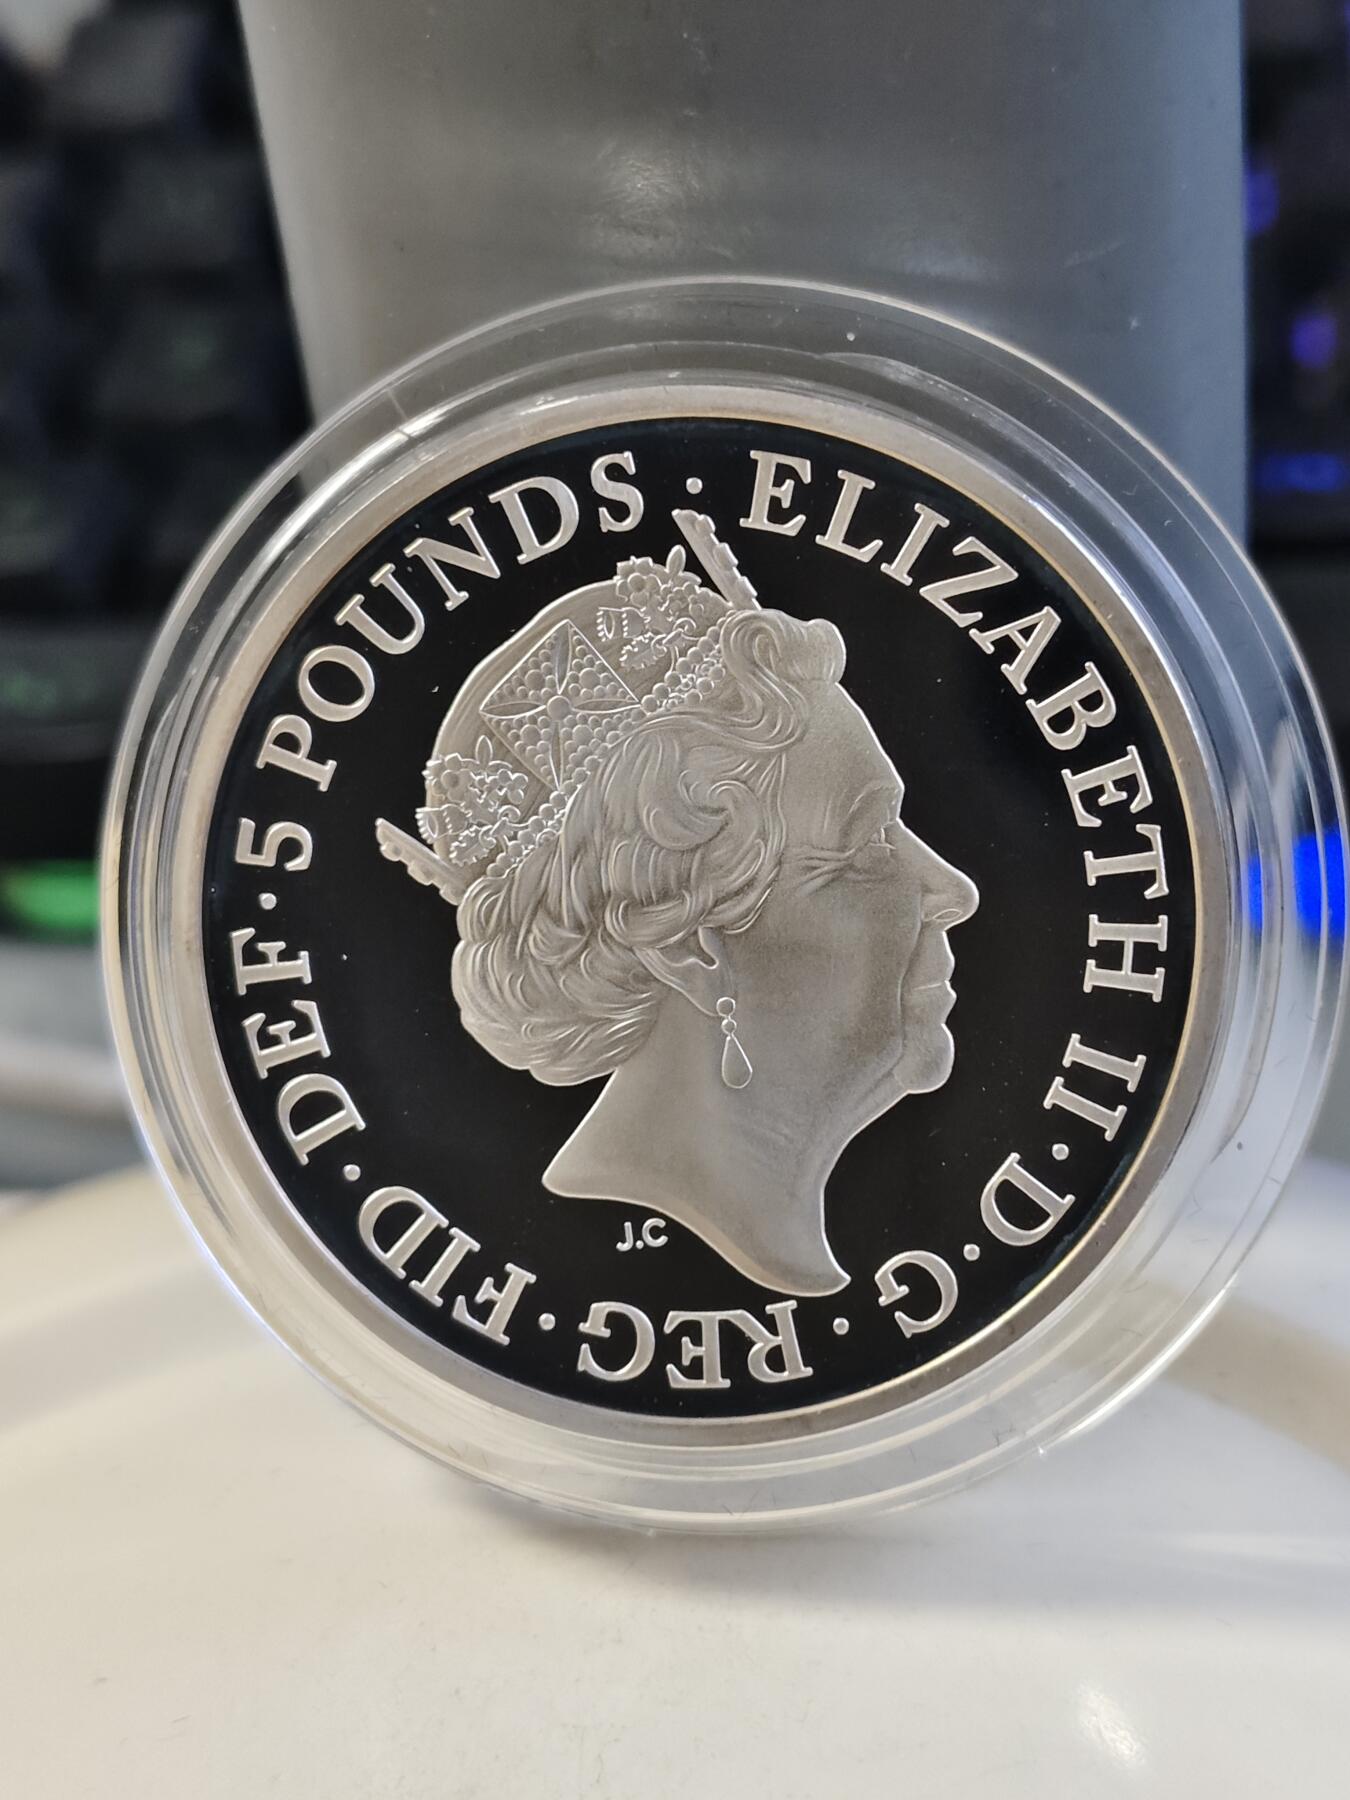 ELIZABETH II · D · G · REG · FID · DEF · 5 POUNDS ·
J.C